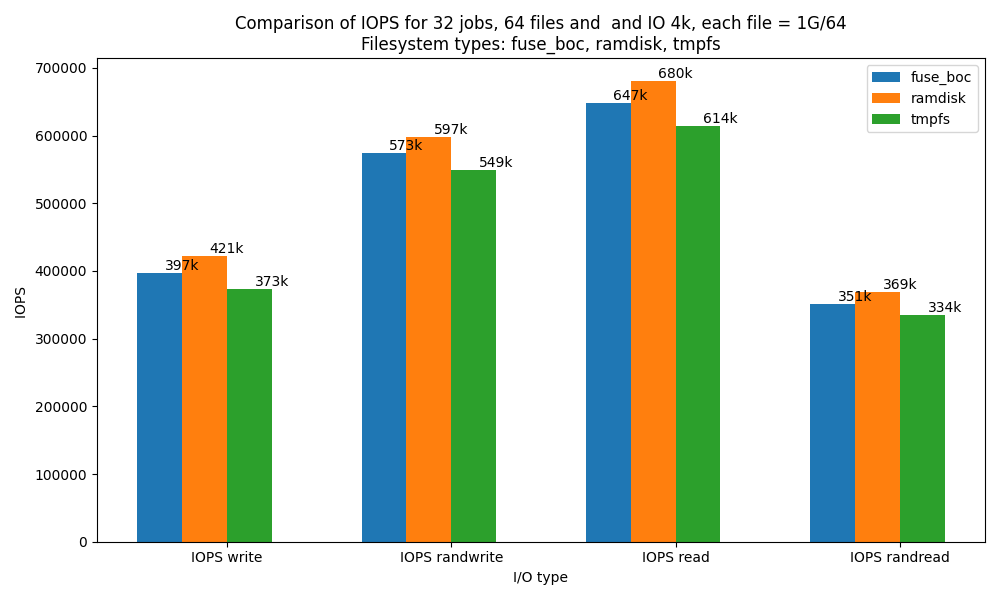 Comparison of IOPS for 32 jobs, 64 files and  and IO 4k, each file = 1G/64
Filesystem types: fuse_boc, ramdisk, tmpfs
fuse_boc
ramdisk
tmpfs
IOPS
700000
600000
500000
400000
300000
200000
100000
0
397k
421k
373k
573k
597k
549k
647k
680k
614k
351k
369k
334k
IOPS write
IOPS randwrite
IOPS read
IOPS randread
I/O type